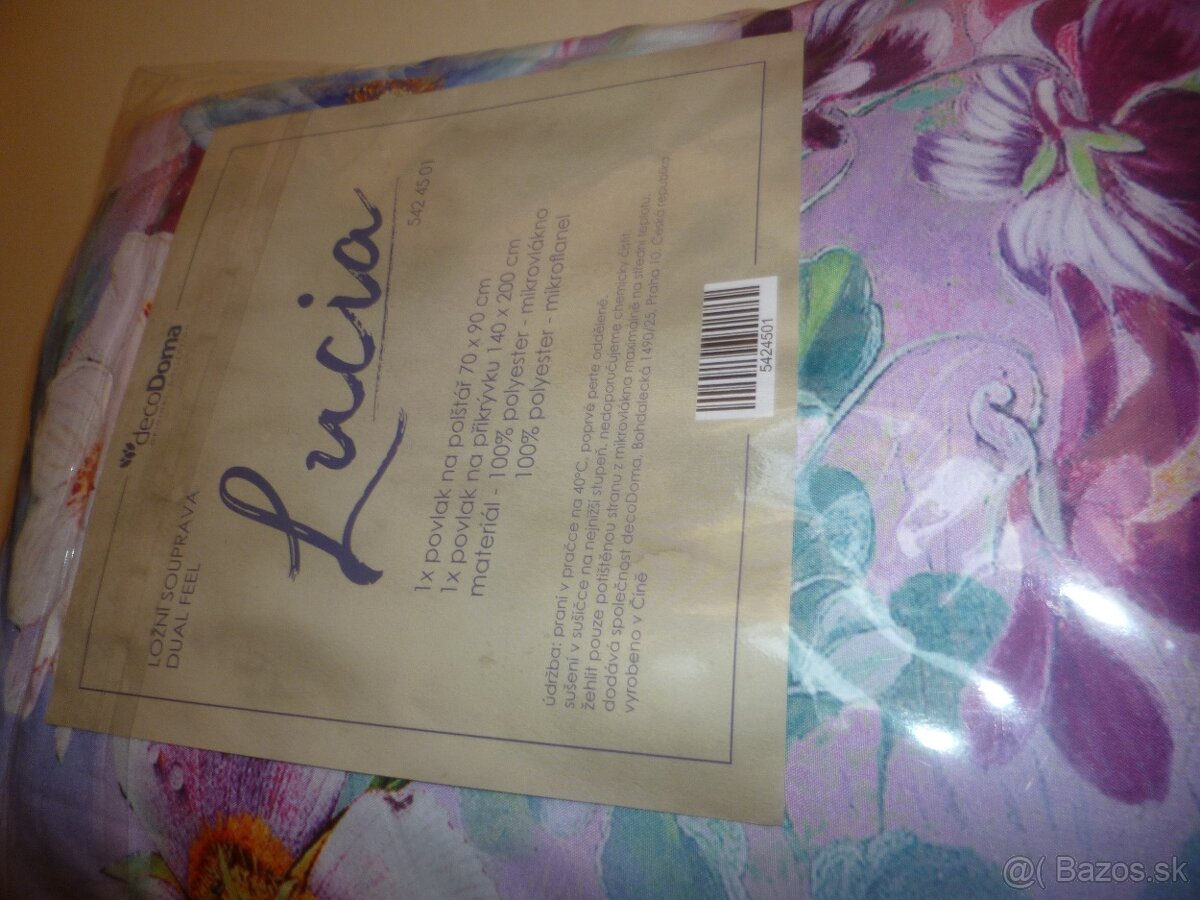 decoDoma
LOŽNÍ SOUPRAVA
DUAL FEEL
Lucia
542 45 01
1x povlak na polštář 70 x 90 cm
1x povlak na přikrývku 140 x 200 cm
materiál - 100% polyester - mikrovlákno
100% polyester - mikroflanel
údržba: praní v pračce na 40°C, poprvé perte odděleně,
sušení v sušičce na nejnižší stupeň, nedoporučujeme chemicky čistit,
žehlit pouze potištěnou stranu z mikrovlákna maximálně na střední teplotu.
dodává společnost decoDoma, Bohdalecká 1490/25, Praha 10, Česká republika
vyrobeno v Číně
5424501
@( Bazos.sk